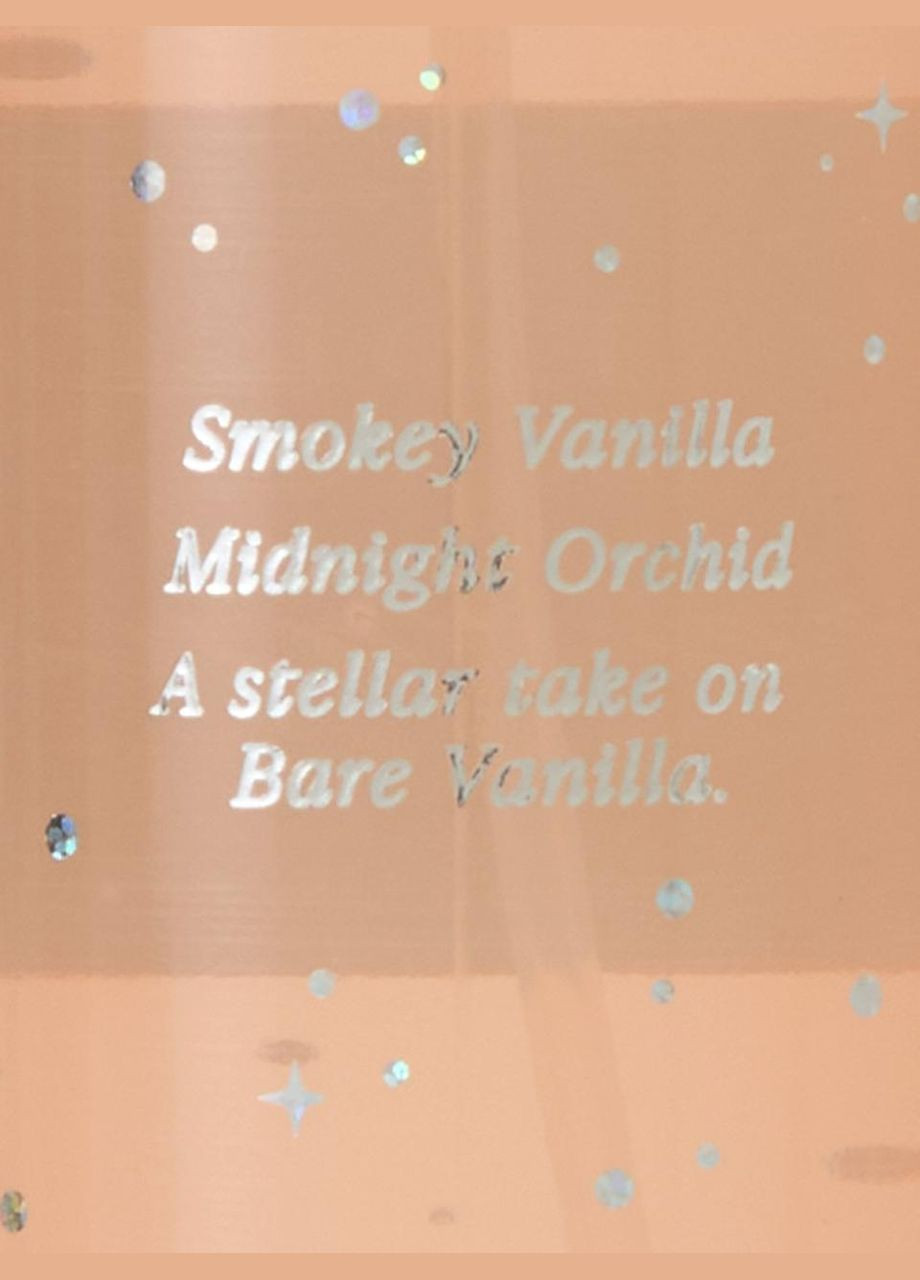 Smokey Vanilla
Midnight Orchid
A stellar take on
Bare Vanilla.